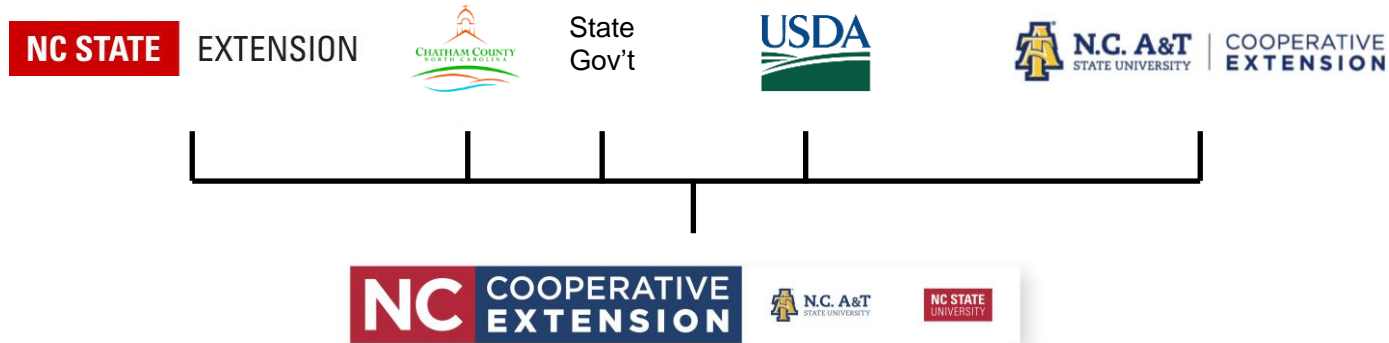 NC STATE EXTENSION
CHATHAM COUNTY
NORTH CAROLINA
State
Gov't
USDA
N.C. A&T
STATE UNIVERSITY
COOPERATIVE
EXTENSION
NC COOPERATIVE
EXTENSION
N.C. A&T
STATE UNIVERSITY
NC STATE
UNIVERSITY